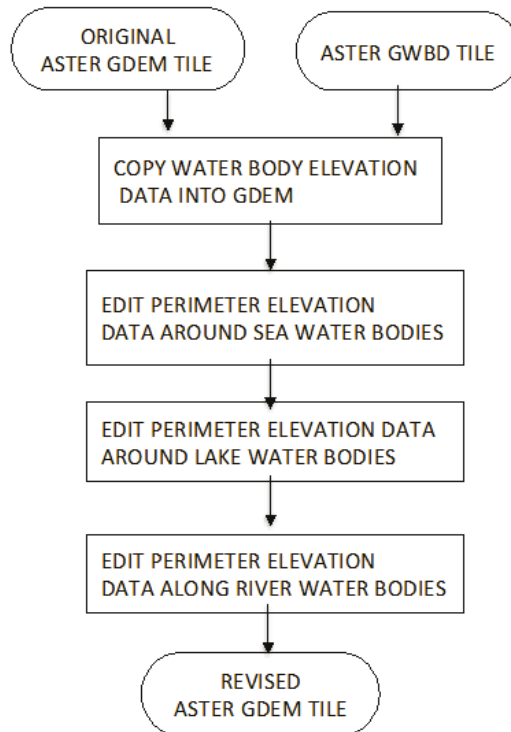 ORIGINAL
ASTER GDEM TILE
ASTER GWBD TILE
COPY WATER BODY ELEVATION
DATA INTO GDEM
EDIT PERIMETER ELEVATION
DATA AROUND SEA WATER BODIES
EDIT PERIMETER ELEVATION DATA
AROUND LAKE WATER BODIES
EDIT PERIMETER ELEVATION
DATA ALONG RIVER WATER BODIES
REVISED
ASTER GDEM TILE